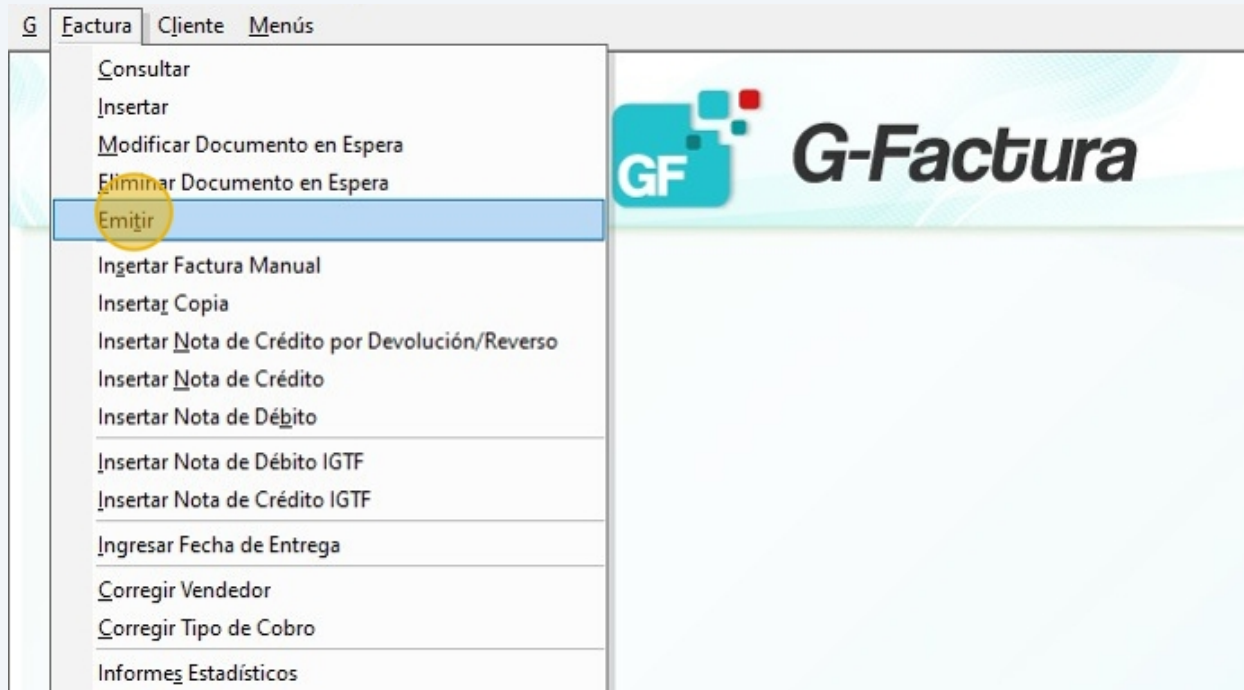 G Factura Cliente Menús
Consultar
Insertar
Modificar Documento en Espera
Eliminar Documento en Espera
Emitir
Insertar Factura Manual
Insertar Copia
Insertar Nota de Crédito por Devolución/Reverso
Insertar Nota de Crédito
Insertar Nota de Débito
Insertar Nota de Débito IGTF
Insertar Nota de Crédito IGTF
Ingresar Fecha de Entrega
Corregir Vendedor
Corregir Tipo de Cobro
Informes Estadísticos
GF
G-Factura